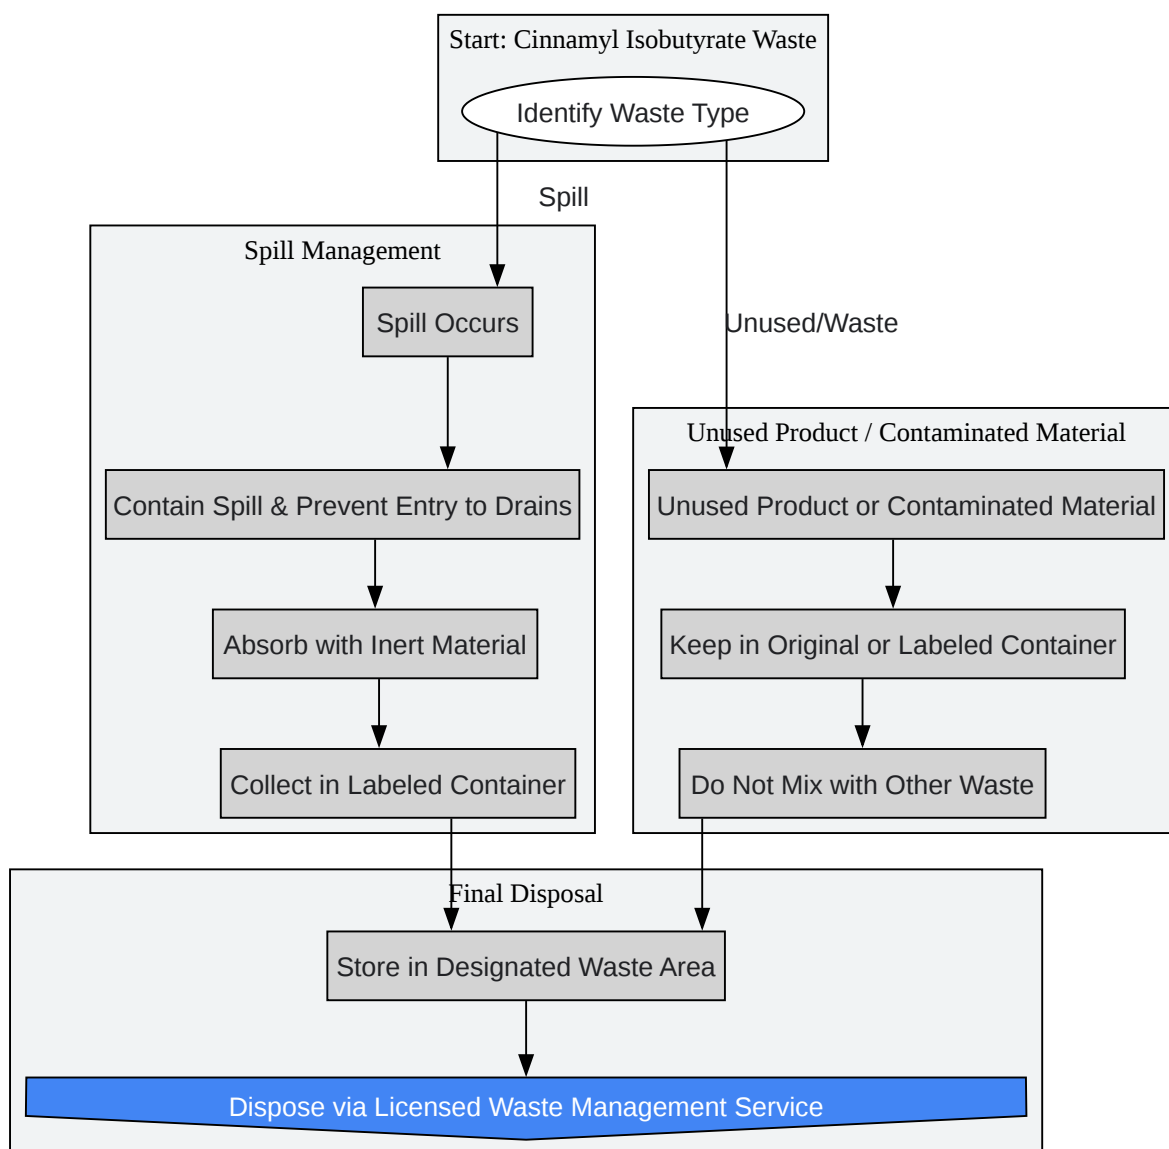 Start: Cinnamyl Isobutyrate Waste
Identify Waste Type
Spill
Spill Management
Spill Occurs
Unused/Waste
Contain Spill & Prevent Entry to Drains
Absorb with Inert Material
Collect in Labeled Container
Unused Product / Contaminated Material
Unused Product or Contaminated Material
Keep in Original or Labeled Container
Do Not Mix with Other Waste
Final Disposal
Store in Designated Waste Area
Dispose via Licensed Waste Management Service